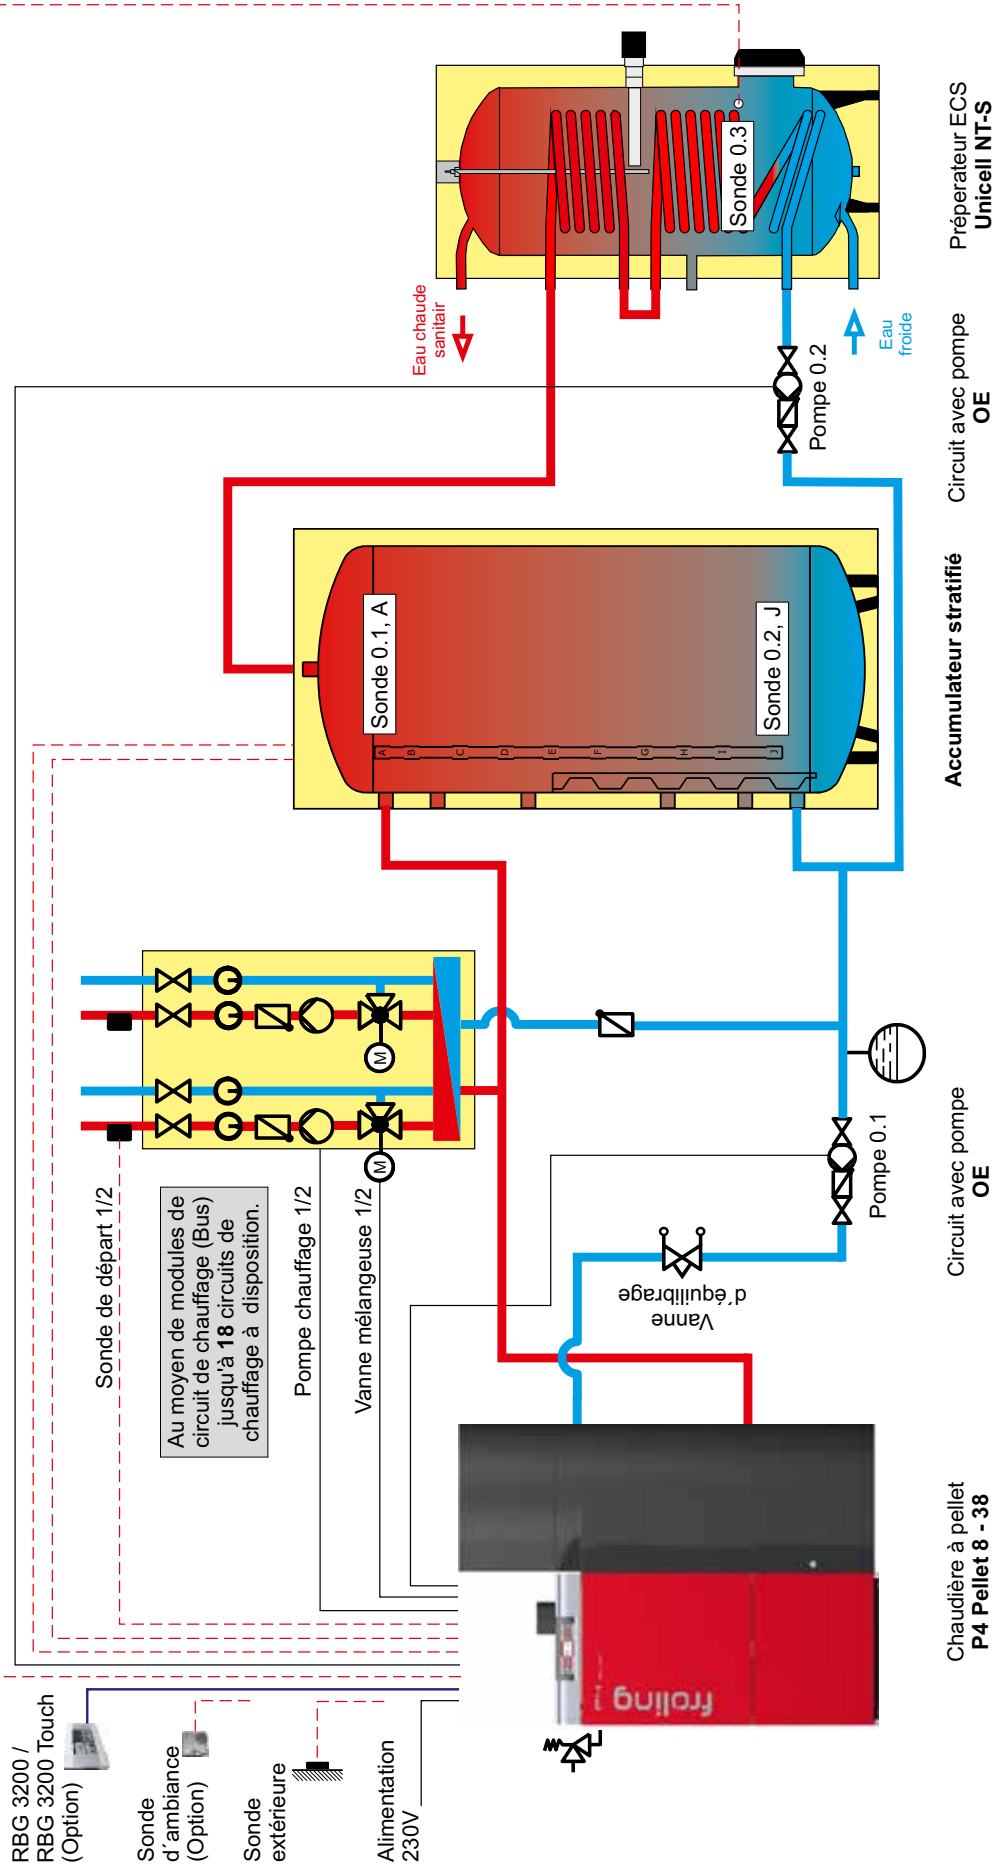 RBG 3200 /
RBG 3200 Touch
(Option)
Sonde
d´ambiance
(Option)
Sonde
extérieure
Alimentation
230V
Sonde de départ 1/2
Au moyen de modules de
circuit de chauffage (Bus)
jusqu'à 18 circuits de
chauffage à disposition.
Pompe chauffage 1/2
Vanne mélangeuse 1/2
M
M
Vanne
d´équilibrage
Pompe 0.1
froling
Chaudière à pellet
P4 Pellet 8 - 38
Circuit avec pompe
OE
Sonde 0.1, A
Sonde 0.2, J
A
B
C
D
E
F
G
H
I
J
Accumulateur stratifié
Eau chaude
sanitair
Eau
froide
Pompe 0.2
Circuit avec pompe
OE
Sonde 0.3
Préperateur ECS
Unicell NT-S